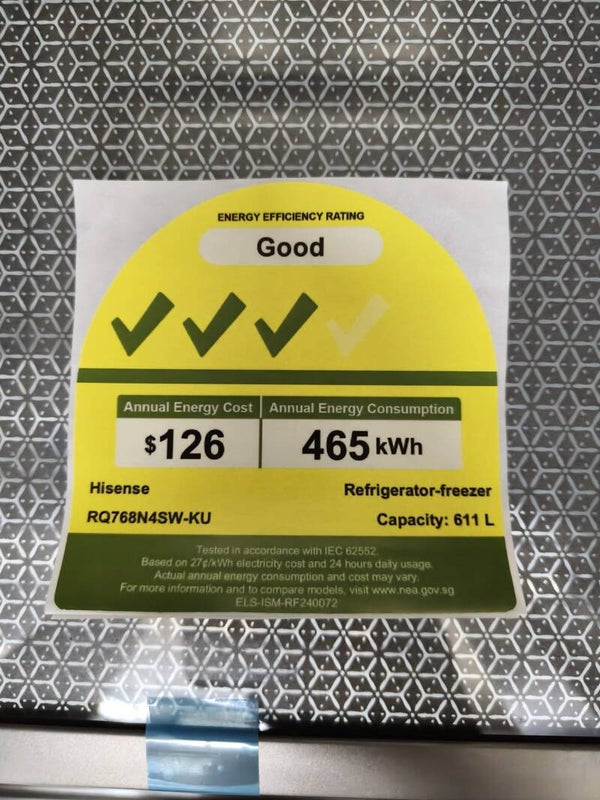 ENERGY EFFICIENCY RATING
Good
Annual Energy Cost
Annual Energy Consumption
$126
465 kWh
Hisense
Refrigerator-freezer
RQ768N4SW-KU
Capacity: 611 L
Tested in accordance with IEC 62552.
Based on 27¢/kWh electricity cost and 24 hours daily usage.
Actual annual energy consumption and cost may vary.
For more information and to compare models, visit www.nea.gov.sg
ELS-ISM-RF240072